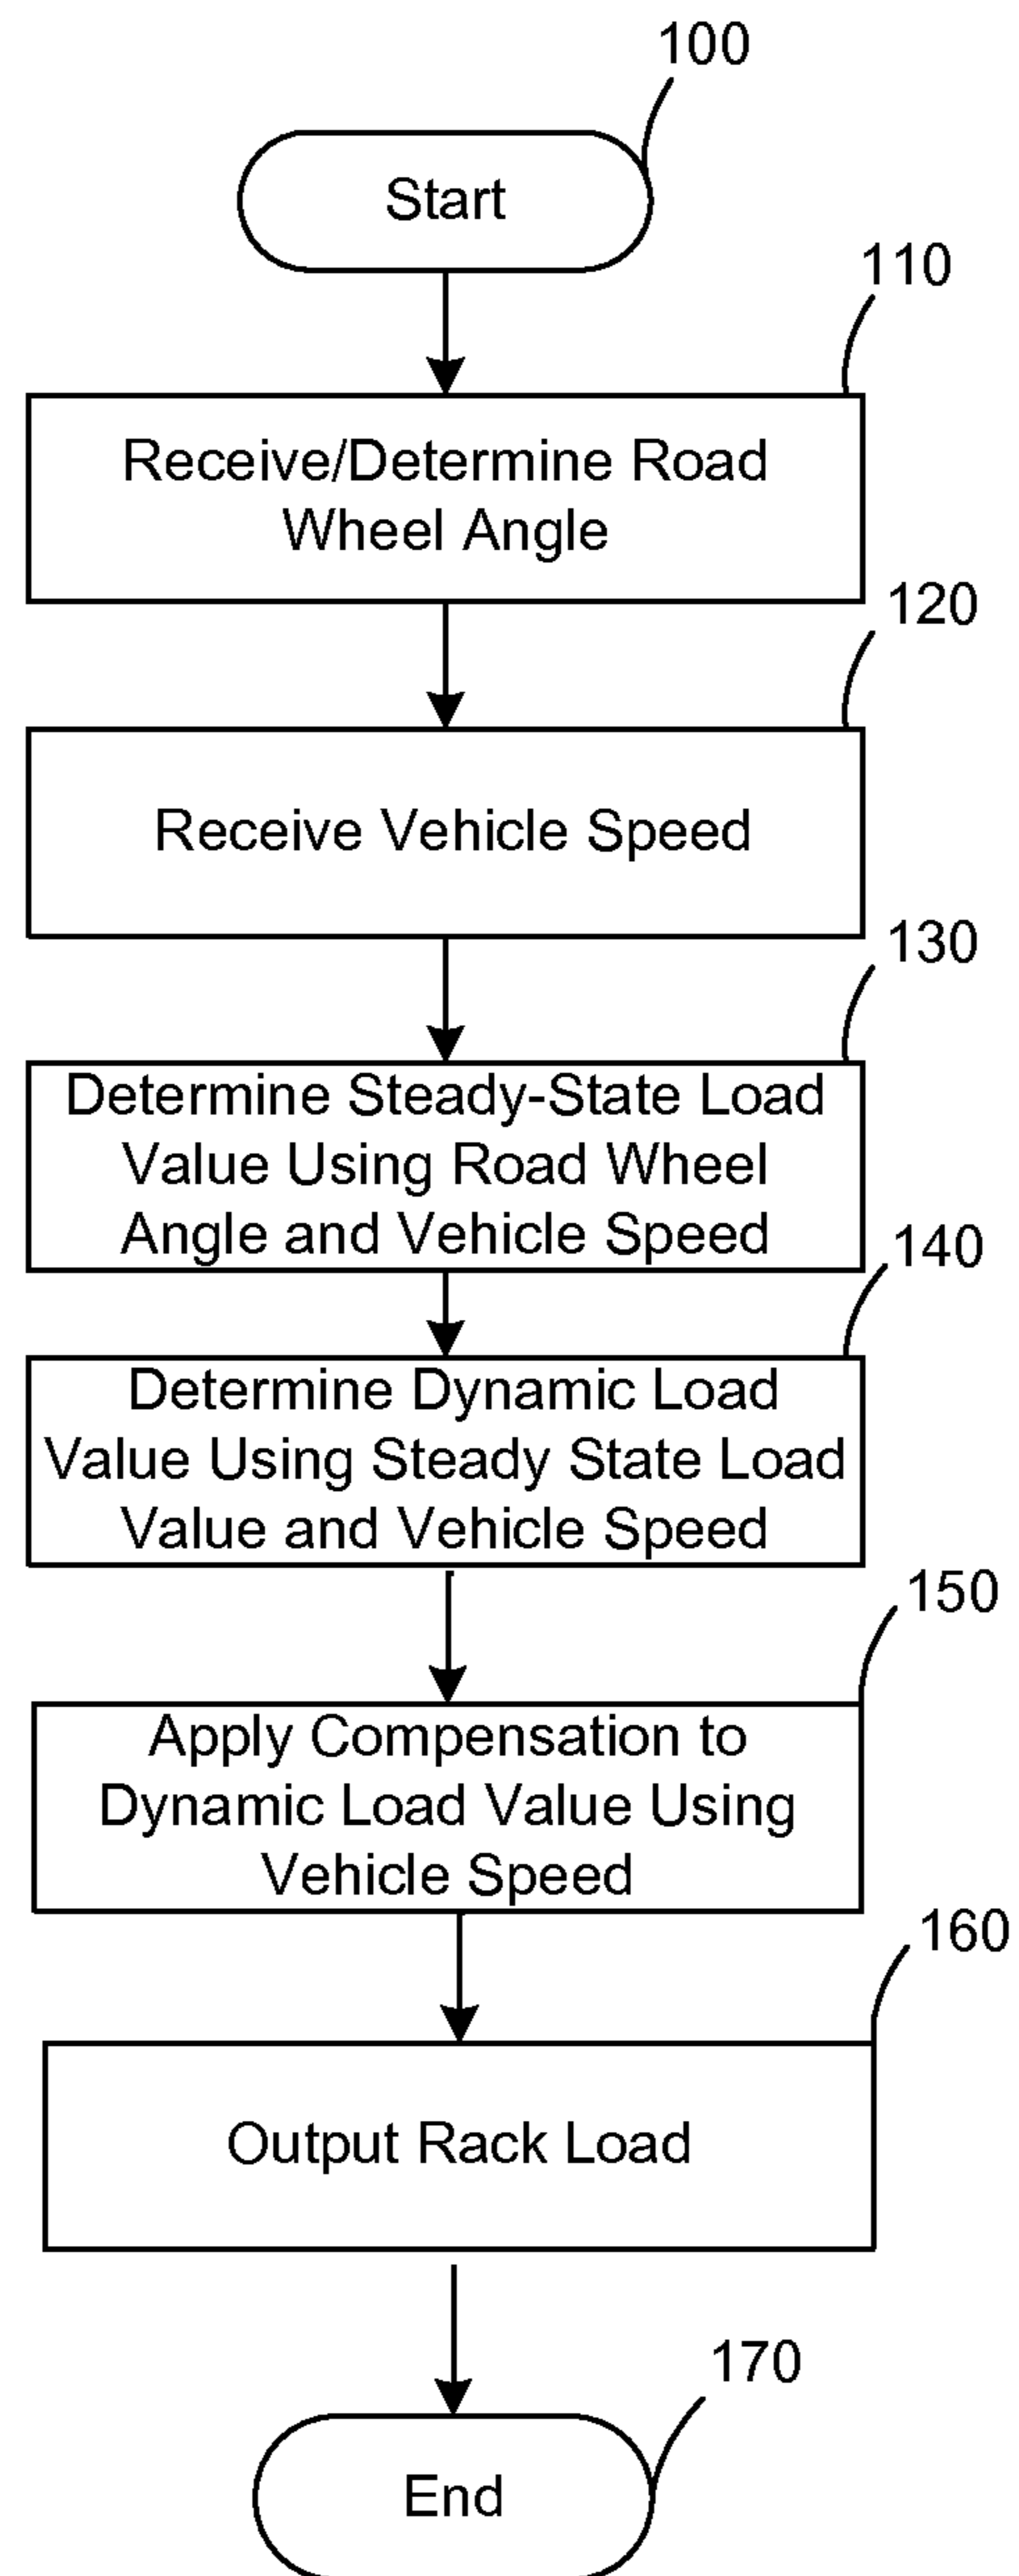 100
Start
110
Receive/Determine Road
Wheel Angle
120
Receive Vehicle Speed
130
Determine Steady-State Load
Value Using Road Wheel
Angle and Vehicle Speed
140
Determine Dynamic Load
Value Using Steady State Load
Value and Vehicle Speed
150
Apply Compensation to
Dynamic Load Value Using
Vehicle Speed
160
Output Rack Load
170
End